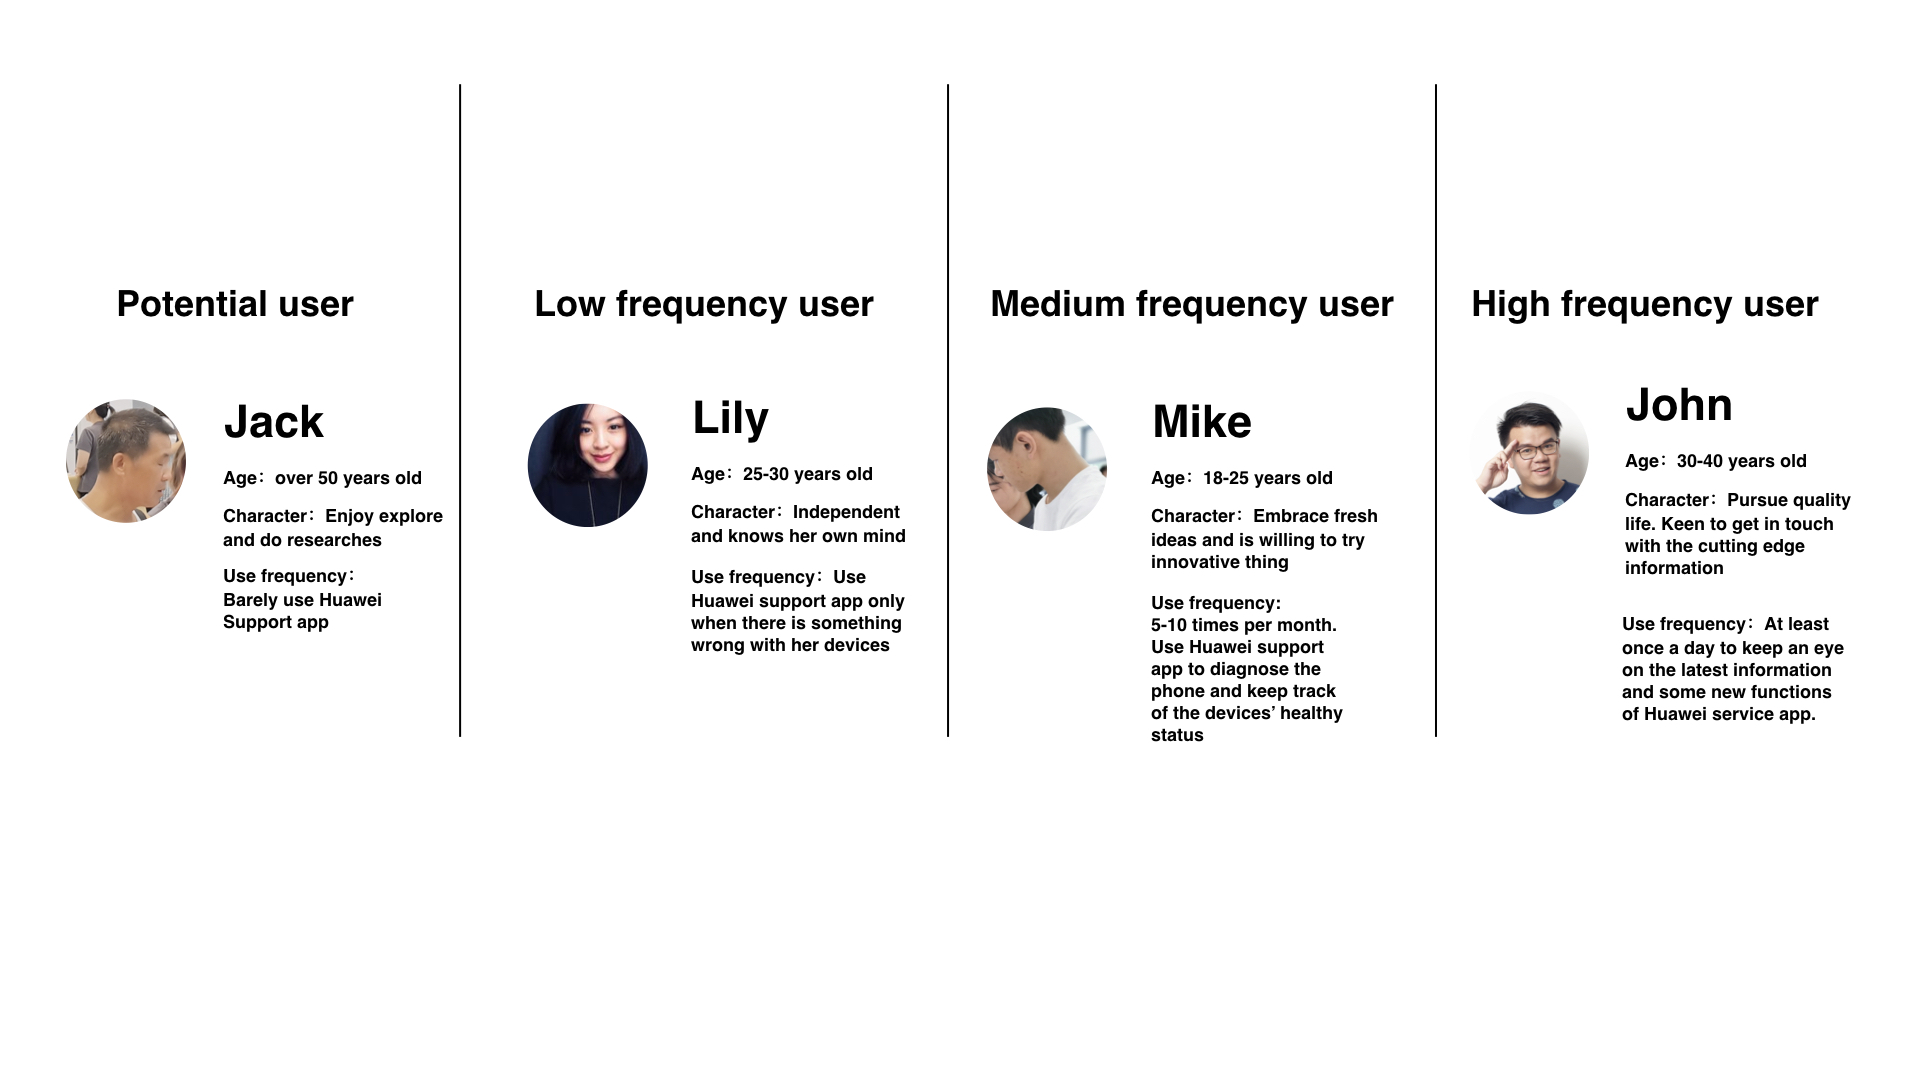 Potential user
Jack
Age：over 50 years old
Character：Enjoy explore
and do researches
Use frequency：
Barely use Huawei
Support app
Low frequency user
Lily
Age：25-30 years old
Character：Independent
and knows her own mind
Use frequency：Use
Huawei support app only
when there is something
wrong with her devices
Medium frequency user
Mike
Age：18-25 years old
Character：Embrace fresh
ideas and is willing to try
innovative thing
Use frequency:
5-10 times per month.
Use Huawei support
app to diagnose the
phone and keep track
of the devices’ healthy
status
High frequency user
John
Age：30-40 years old
Character：Pursue quality
life. Keen to get in touch
with the cutting edge
information
Use frequency：At least
once a day to keep an eye
on the latest information
and some new functions
of Huawei service app.